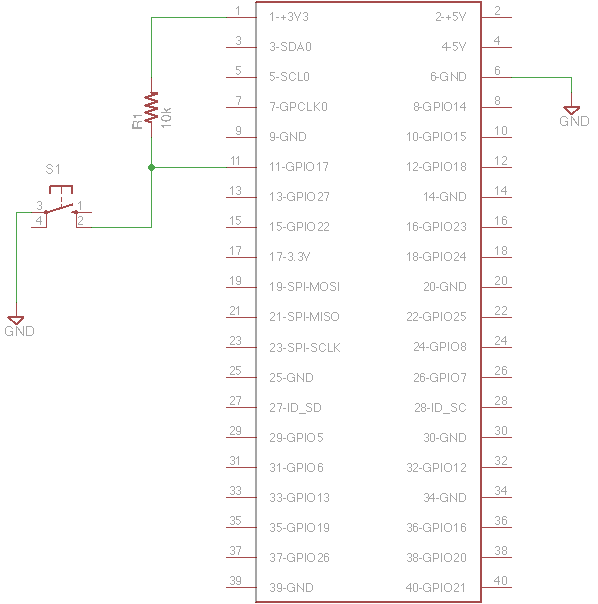 1 1-+3V3 2-+5V 2
3 3-SDA0 4-5V 4
5 5-SCL0 6-GND 6
R1 10k
7 7-GPCLK0 8-GPIO14 8
GND
9 9-GND 10-GPIO15 10
11 11-GPIO17 12-GPIO18 12
S1
13 13-GPIO27 14-GND 14
3 1
4 2
15 15-GPIO22 16-GPIO23 16
17 17-3.3V 18-GPIO24 18
19 19-SPI-MOSI 20-GND 20
21 21-SPI-MISO 22-GPIO25 22
GND
23 23-SPI-SCLK 24-GPIO8 24
25 25-GND 26-GPIO7 26
27 27-ID_SD 28-ID_SC 28
29 29-GPIO5 30-GND 30
31 31-GPIO6 32-GPIO12 32
33 33-GPIO13 34-GND 34
35 35-GPIO19 36-GPIO16 36
37 37-GPIO26 38-GPIO20 38
39 39-GND 40-GPIO21 40